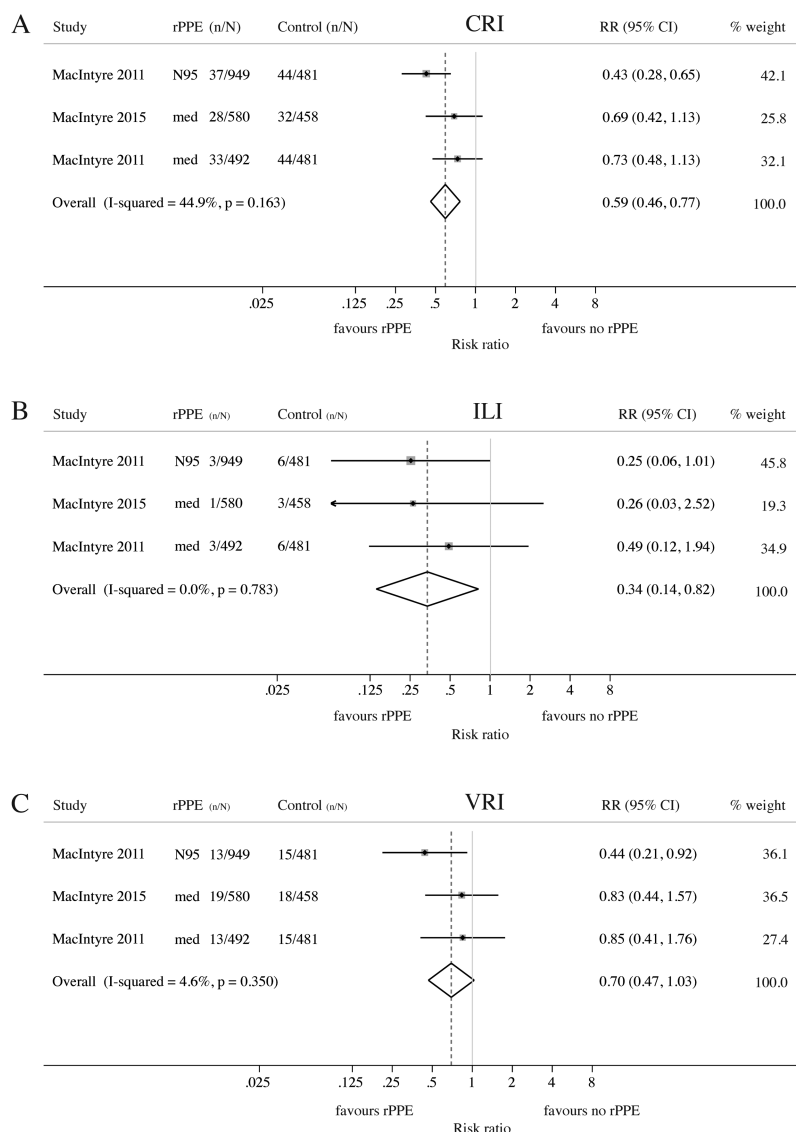 A CRI
Study rPPE (n/N) Control (n/N) RR (95% CI) % weight
MacIntyre 2011 N95 37/949 44/481 0.43 (0.28, 0.65) 42.1
MacIntyre 2015 med 28/580 32/458 0.69 (0.42, 1.13) 25.8
MacIntyre 2011 med 33/492 44/481 0.73 (0.48, 1.13) 32.1
Overall (I-squared = 44.9%, p = 0.163) 0.59 (0.46, 0.77) 100.0
.025 .125 .25 .5 1 2 4 8
favours rPPE favours no rPPE
Risk ratio
B ILI
Study rPPE (n/N) Control (n/N) RR (95% CI) % weight
MacIntyre 2011 N95 3/949 6/481 0.25 (0.06, 1.01) 45.8
MacIntyre 2015 med 1/580 3/458 0.26 (0.03, 2.52) 19.3
MacIntyre 2011 med 3/492 6/481 0.49 (0.12, 1.94) 34.9
Overall (I-squared = 0.0%, p = 0.783) 0.34 (0.14, 0.82) 100.0
.025 .125 .25 .5 1 2 4 8
favours rPPE favours no rPPE
Risk ratio
C VRI
Study rPPE (n/N) Control (n/N) RR (95% CI) % weight
MacIntyre 2011 N95 13/949 15/481 0.44 (0.21, 0.92) 36.1
MacIntyre 2015 med 19/580 18/458 0.83 (0.44, 1.57) 36.5
MacIntyre 2011 med 13/492 15/481 0.85 (0.41, 1.76) 27.4
Overall (I-squared = 4.6%, p = 0.350) 0.70 (0.47, 1.03) 100.0
.025 .125 .25 .5 1 2 4 8
favours rPPE favours no rPPE
Risk ratio